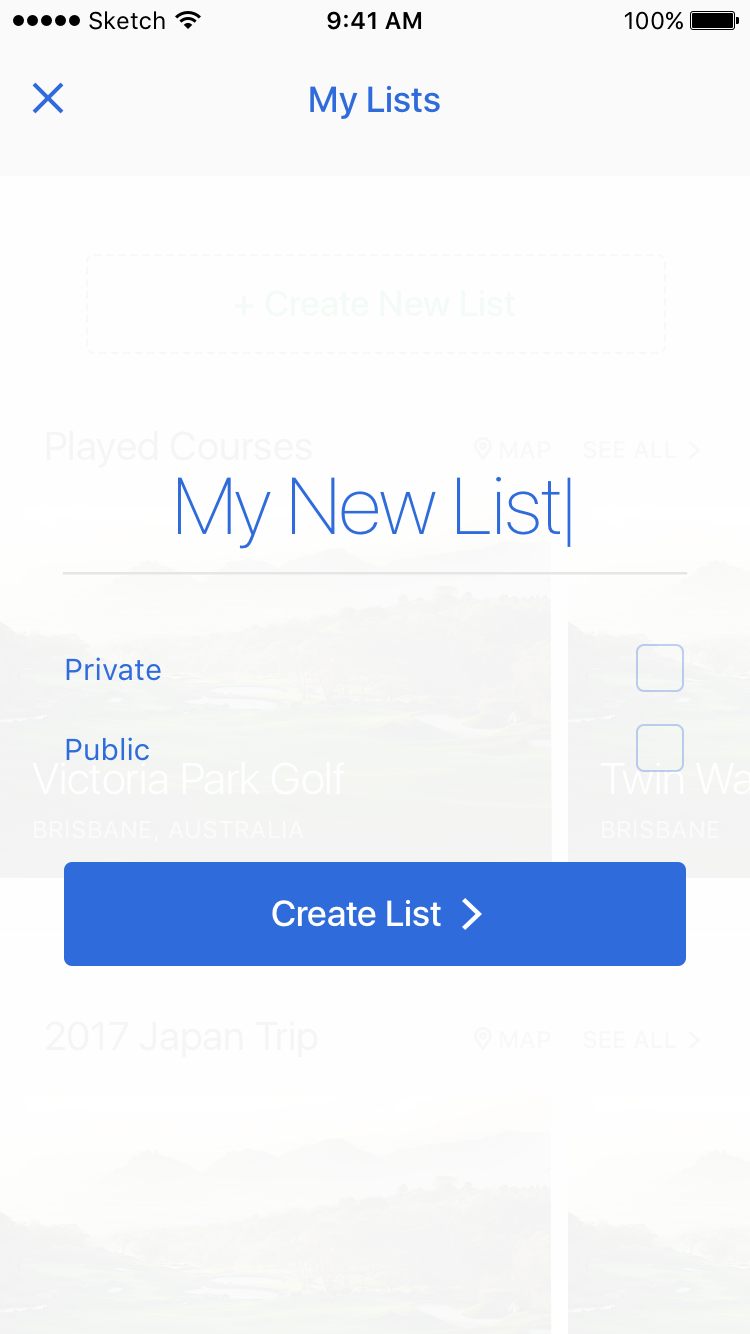 Sketch 9:41 AM 100%
My Lists
+ Create New List
Played Courses MAP SEE ALL
My New List
Private
Public
Victoria Park Golf Twin Wa
BRISBANE, AUSTRALIA BRISBANE
Create List
2017 Japan Trip MAP SEE ALL